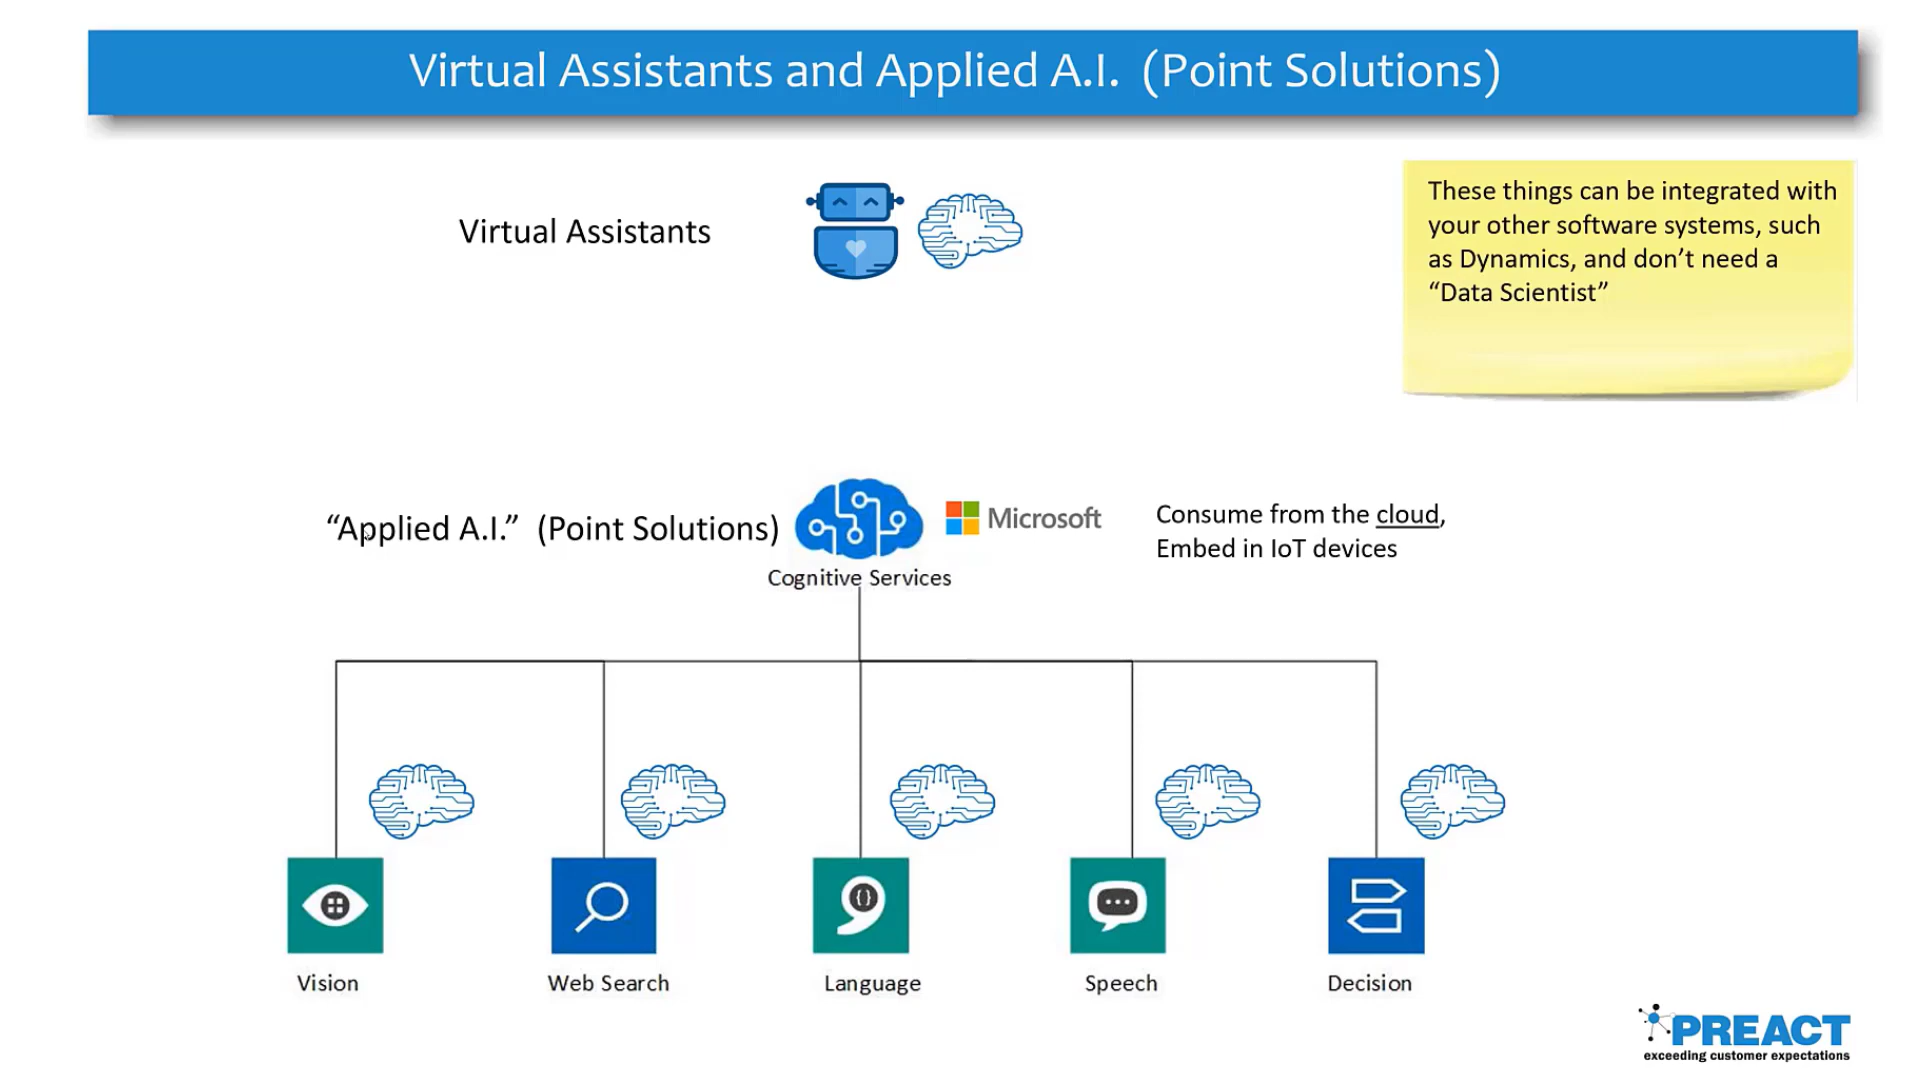 Virtual Assistants and Applied A.I. (Point Solutions)
Virtual Assistants
These things can be integrated with
your other software systems, such
as Dynamics, and don’t need a
“Data Scientist”
“Applied A.I.” (Point Solutions)
Cognitive Services
Microsoft
Consume from the cloud,
Embed in IoT devices
Vision
Web Search
Language
Speech
Decision
PREACT
exceeding customer expectations